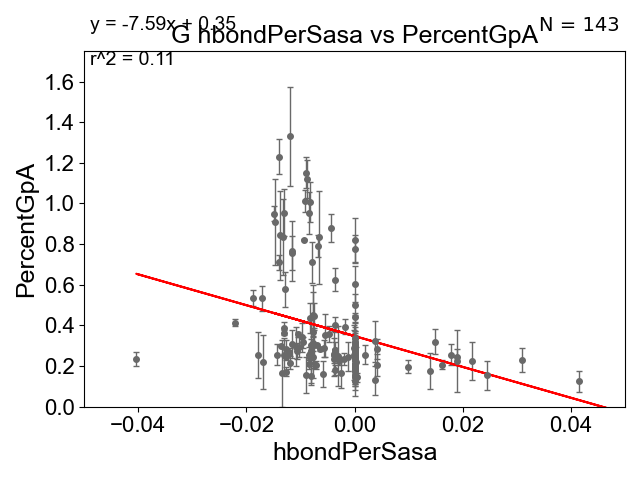 y = -7.59x + 0.35
N = 143
G hbondPerSasa vs PercentGpA
r^2 = 0.11
PercentGpA
1.6
1.4
1.2
1.0
0.8
0.6
0.4
0.2
0.0
−0.04 −0.02 0.00 0.02 0.04
hbondPerSasa